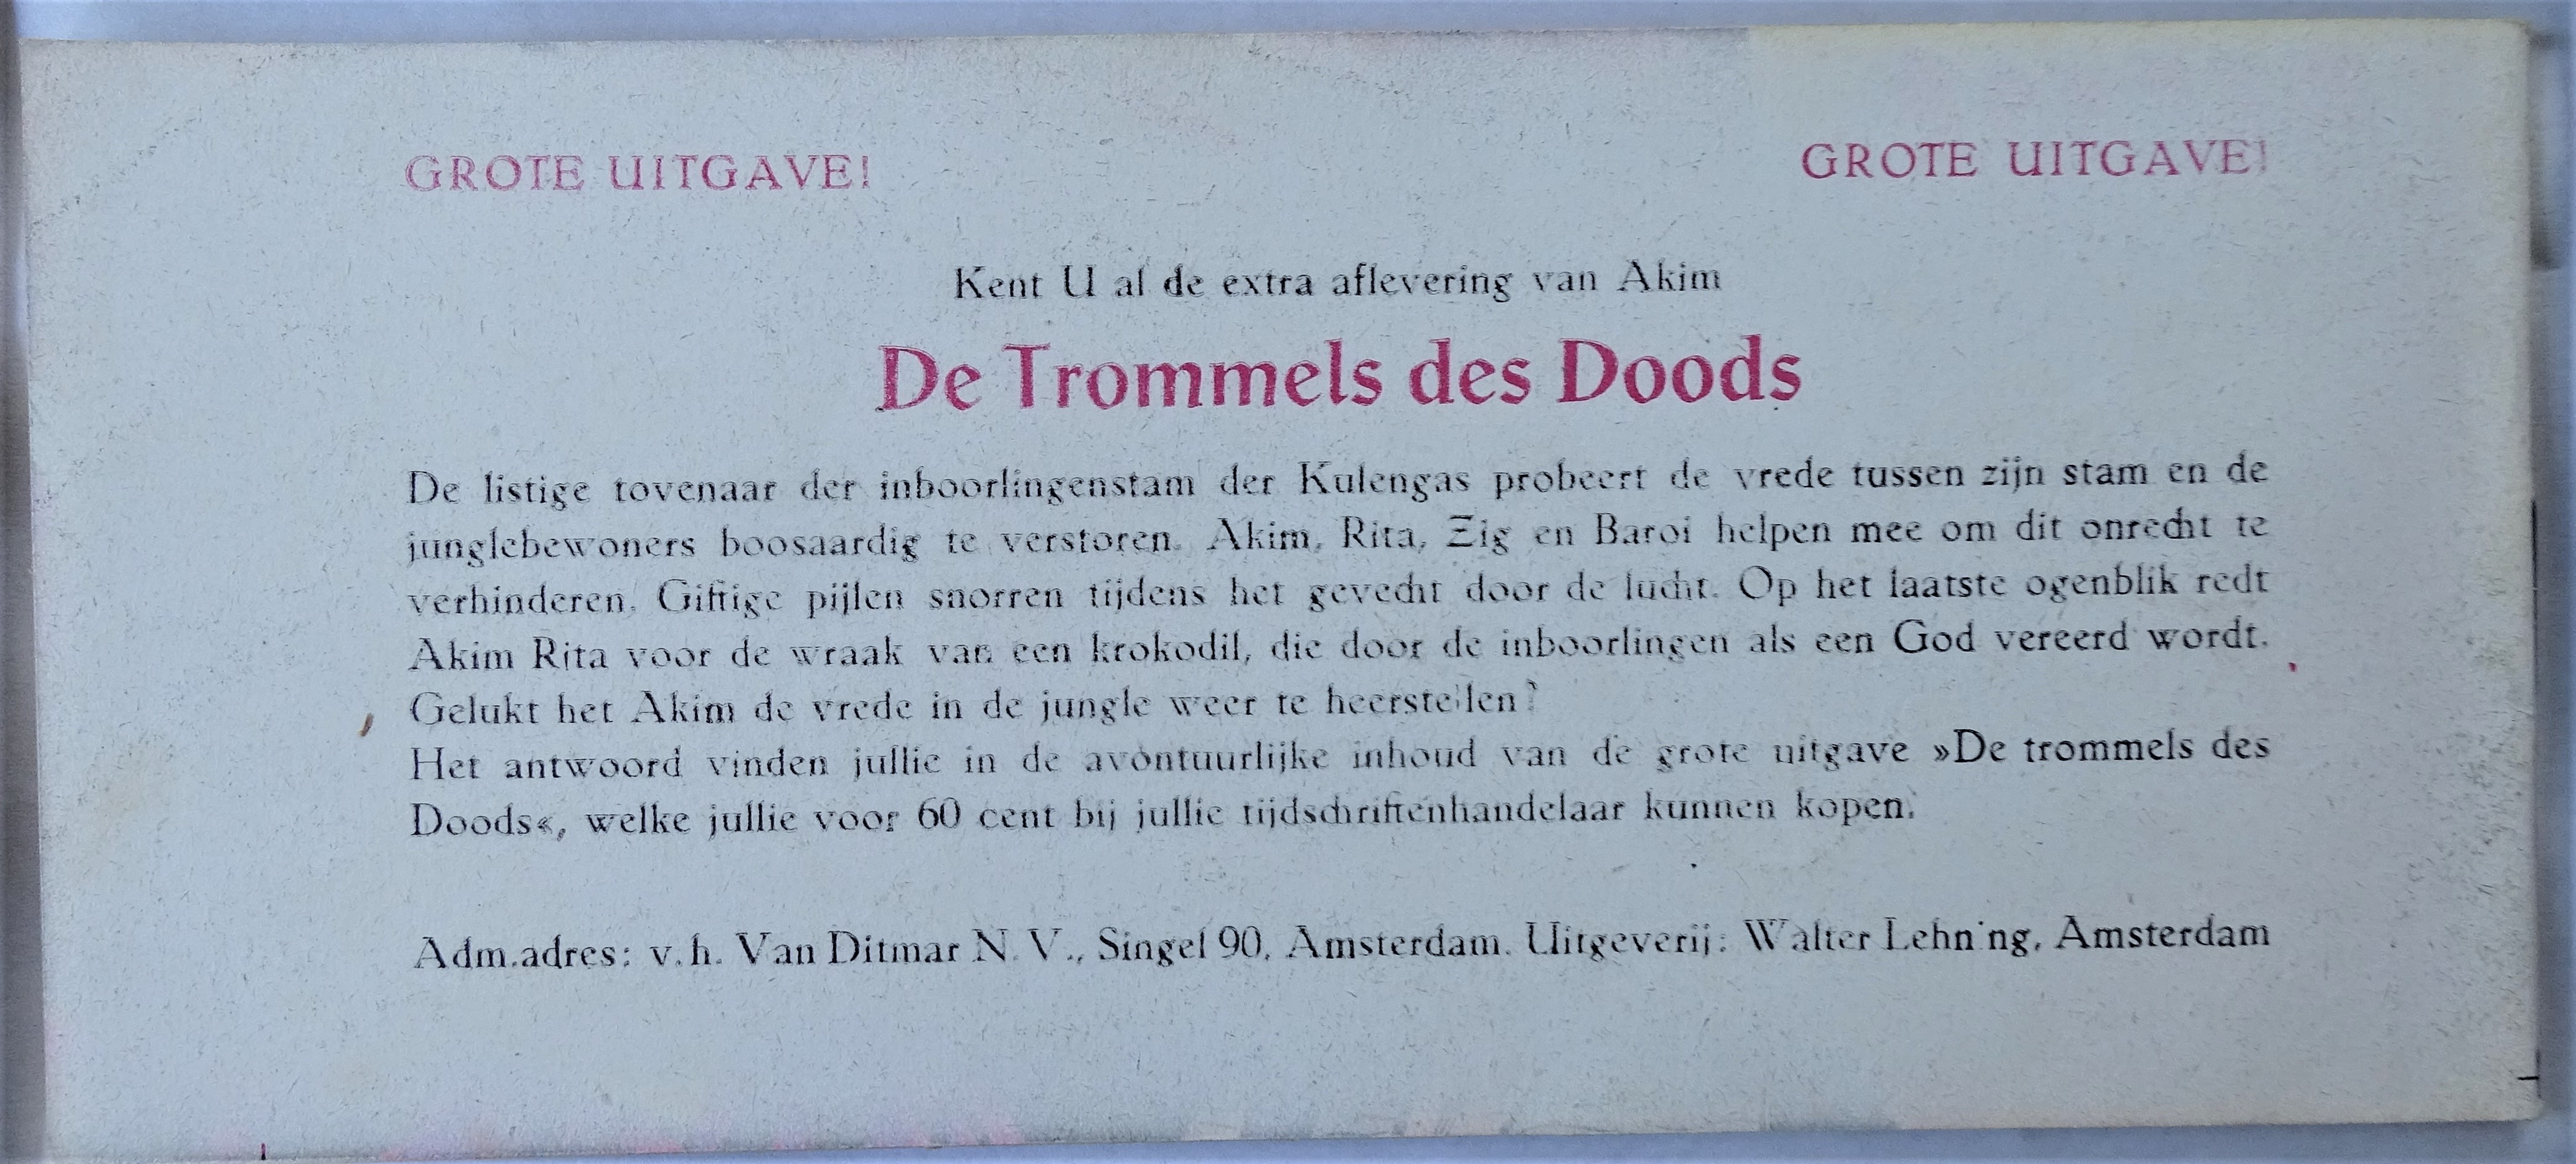 GROTE UITGAVE! GROTE UITGAVE!
Kent U al de extra aflevering van Akim
De Trommels des Doods
De listige tovenaar der inboorlingenstam der Kulengas probeert de vrede tussen zijn stam en de
junglebewoners boosaardig te verstoren. Akim, Rita, Zig en Baroi helpen mee om dit onrecht te
verhinderen. Giftige pijlen snorren tijdens het gevecht door de lucht. Op het laatste ogenblik redt
Akim Rita voor de wraak van een krokodil, die door de inboorlingen als een God vereerd wordt.
Gelukt het Akim de vrede in de jungle weer te heerstellen?
Het antwoord vinden jullie in de avontuurlijke inhoud van de grote uitgave »De trommels des
Doods«, welke jullie voor 60 cent bij jullie tijdschriftenhandelaar kunnen kopen.
Adm.adres: v.h. Van Ditmar N. V., Singel 90, Amsterdam. Uitgeverij: Walter Lehning, Amsterdam